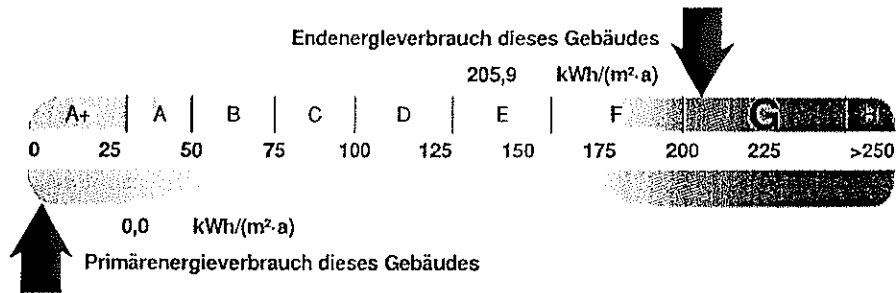 Endenergieverbrauch dieses Gebäudes
205,9 kWh/(m²·a)
A+ A B C D E F G H
0 25 50 75 100 125 150 175 200 225 >250
0,0 kWh/(m²·a)
Primärenergieverbrauch dieses Gebäudes